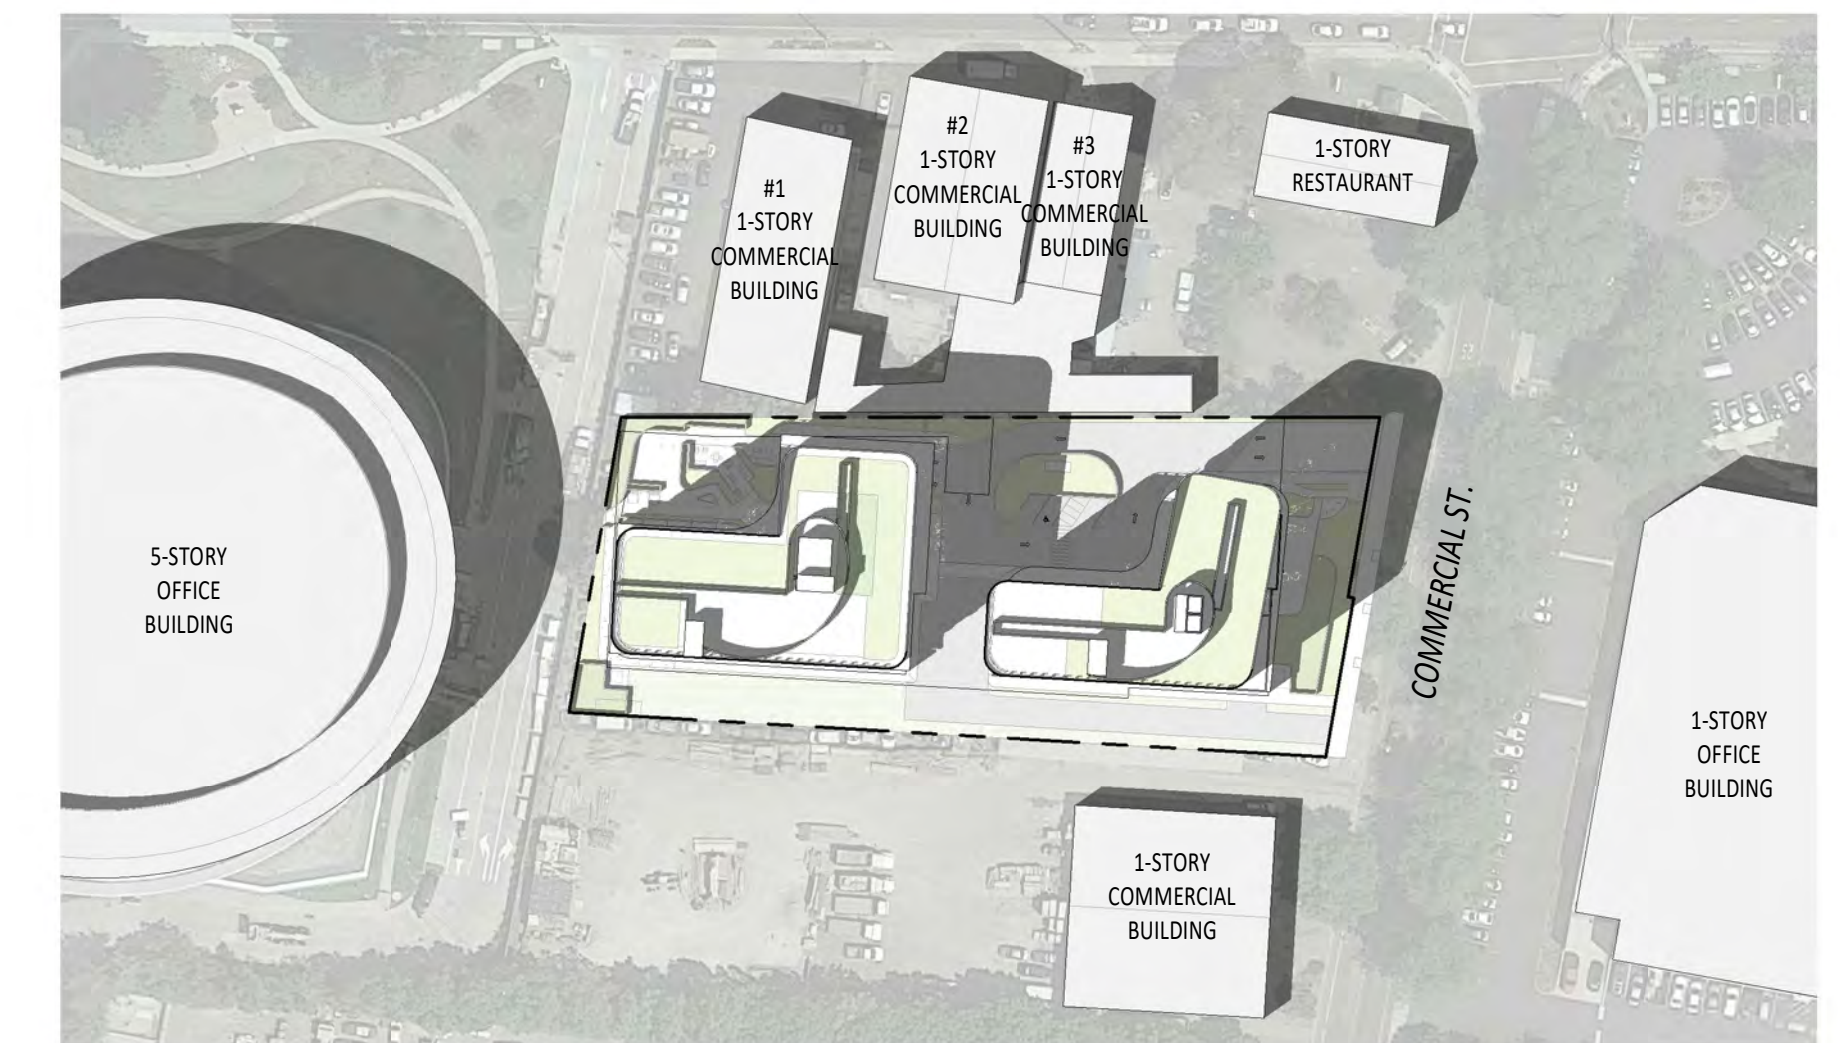 #1
1-STORY
COMMERCIAL
BUILDING
#2
1-STORY
COMMERCIAL
BUILDING
#3
1-STORY
COMMERCIAL
BUILDING
1-STORY
RESTAURANT
5-STORY
OFFICE
BUILDING
COMMERCIAL ST.
1-STORY
OFFICE
BUILDING
1-STORY
COMMERCIAL
BUILDING